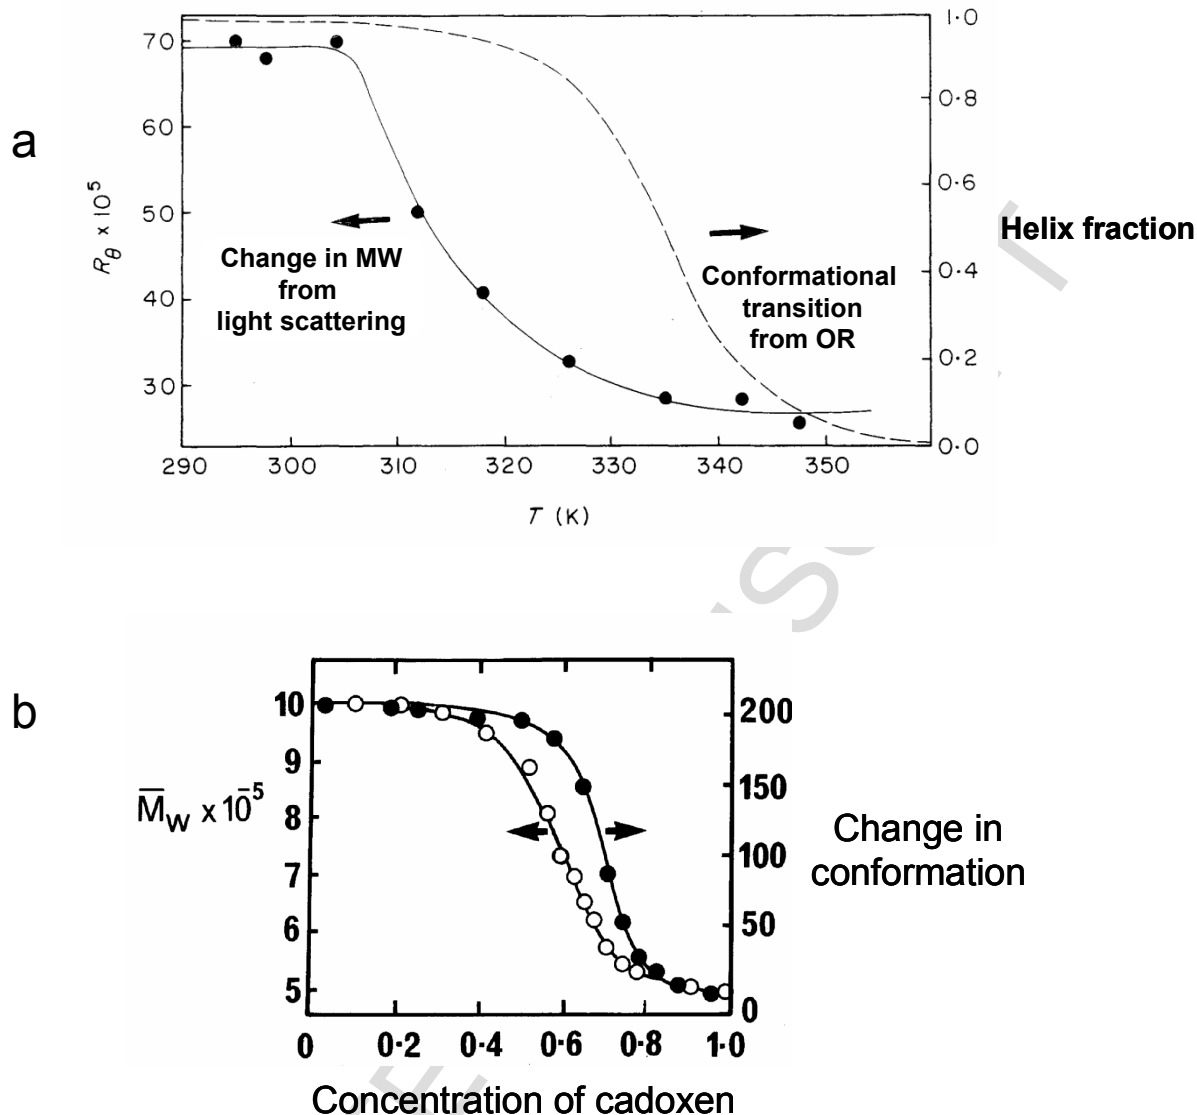 a
70
60
50
40
30
R_θ × 10^5
1·0
0·8
0·6
0·4
0·2
0·0
Helix fraction
Change in MW
from
light scattering
Conformational
transition
from OR
290 300 310 320 330 340 350
T (K)
b
10
9
8
7
6
5
M̅w x 10^-5
200
150
100
50
0
Change in
conformation
0 0·2 0·4 0·6 0·8 1·0
Concentration of cadoxen